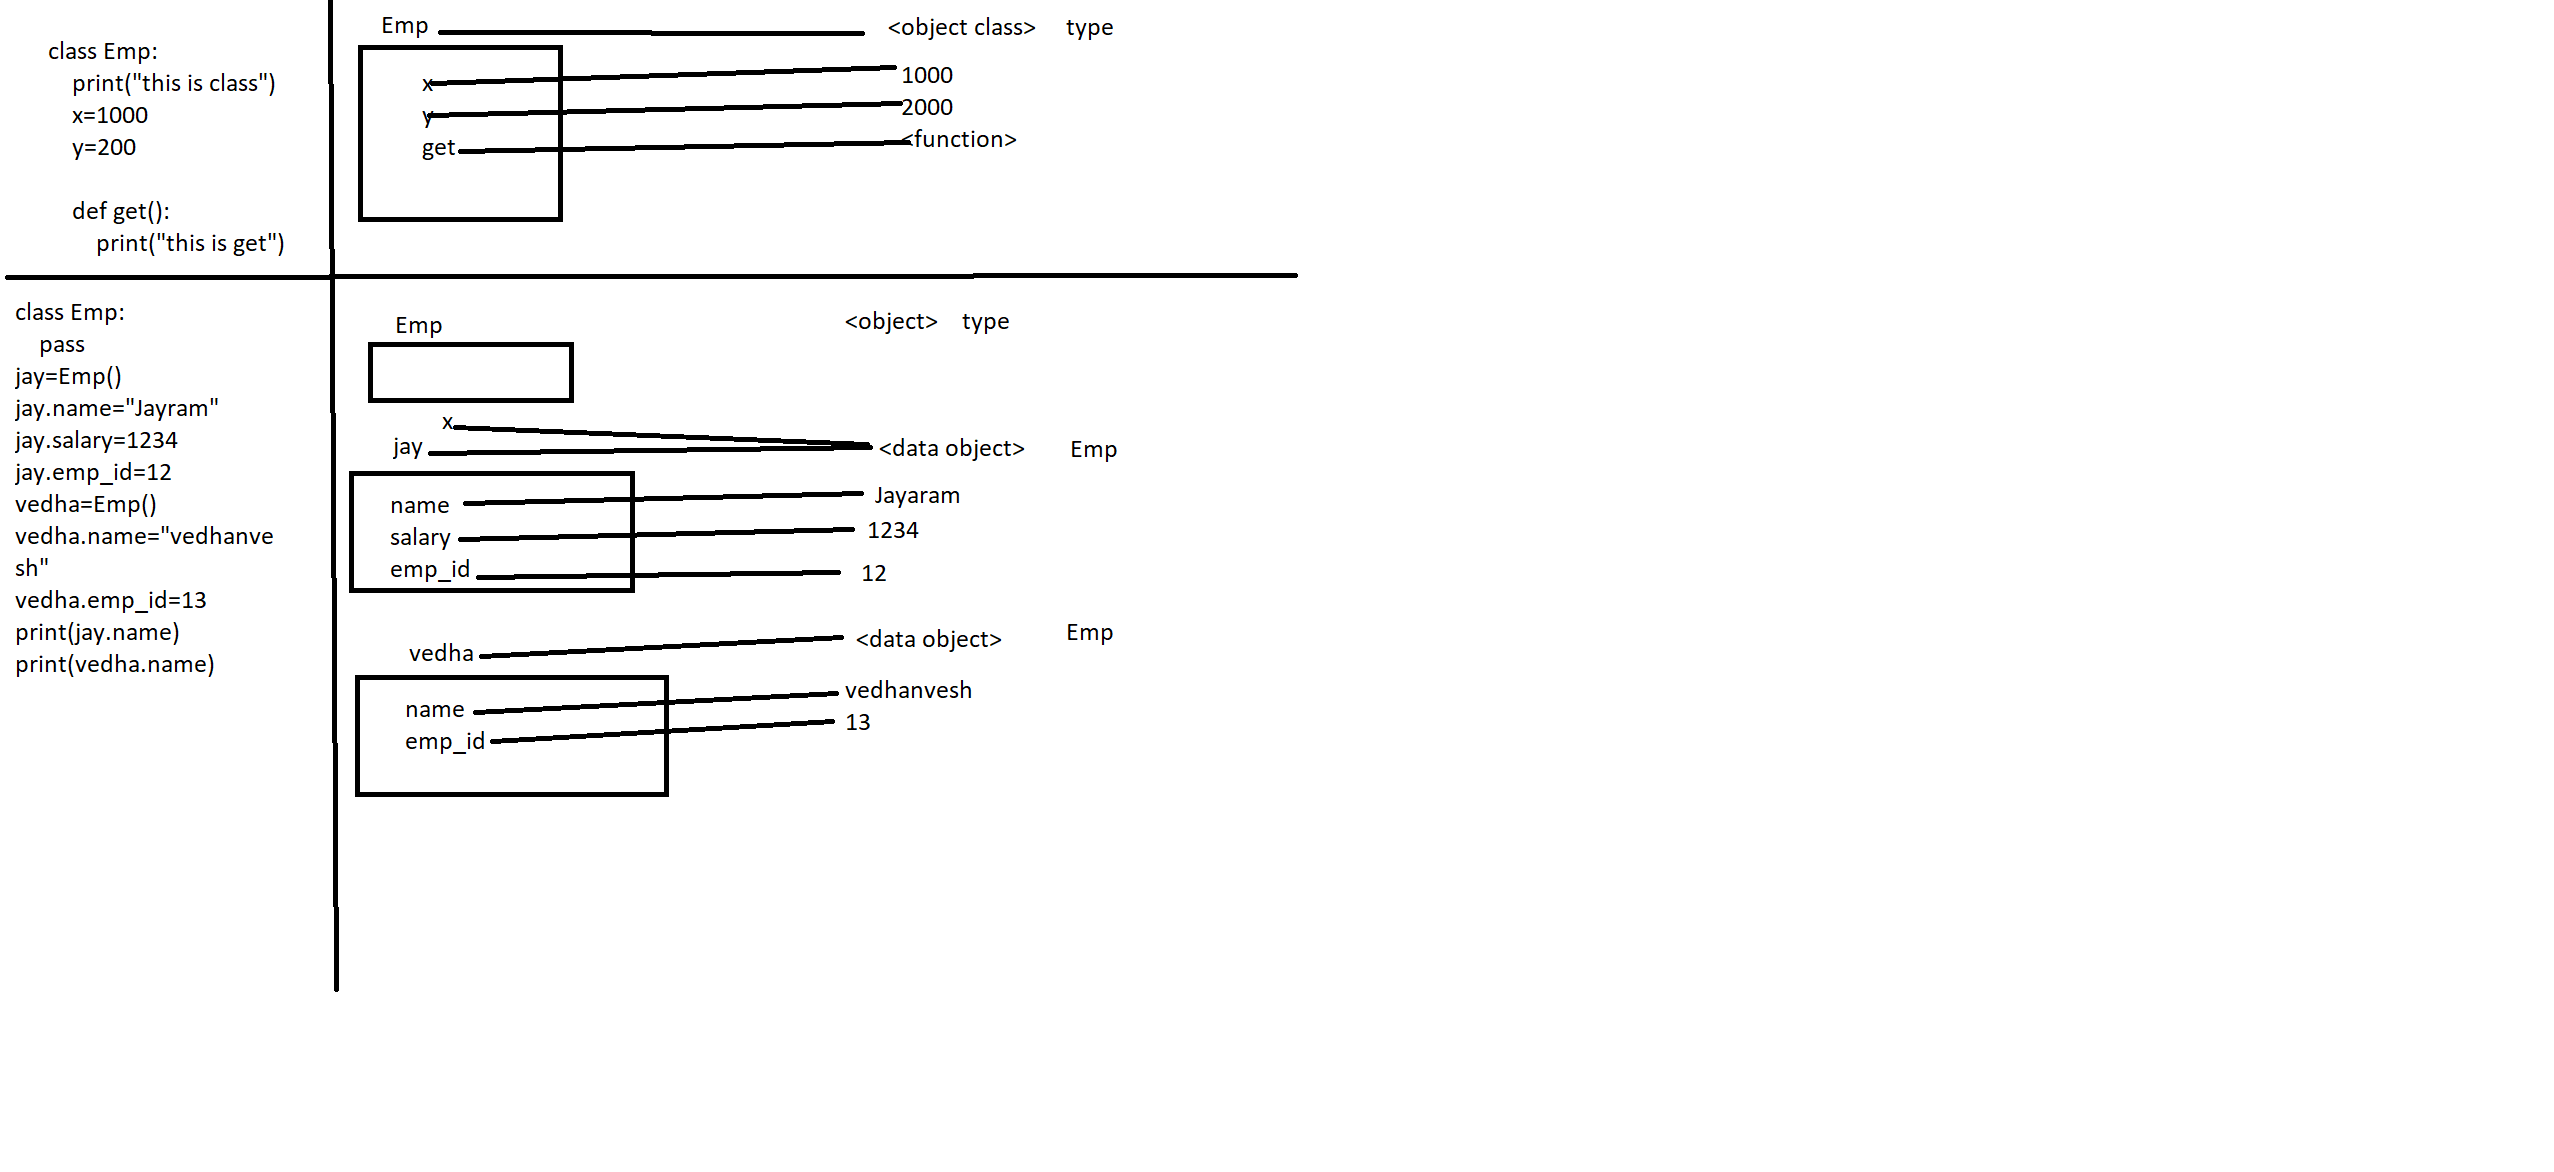 class Emp:
print("this is class")
x=1000
y=200
def get():
print("this is get")
Emp <object class> type
x 1000
y 2000
get <function>
class Emp:
pass
jay=Emp()
jay.name="Jayram"
jay.salary=1234
jay.emp_id=12
vedha=Emp()
vedha.name="vedhanve
sh"
vedha.emp_id=13
print(jay.name)
print(vedha.name)
Emp <object> type
x
jay <data object> Emp
name Jayaram
salary 1234
emp_id 12
vedha <data object> Emp
name vedhanvesh
emp_id 13